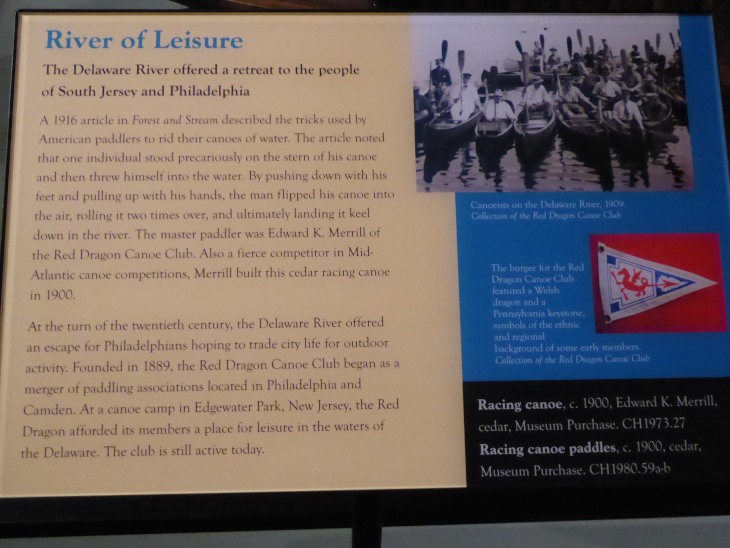 River of Leisure
The Delaware River offered a retreat to the people
of South Jersey and Philadelphia
A 1916 article in Forest and Stream described the tricks used by
American paddlers to rid their canoes of water. The article noted
that one individual stood precariously on the stern of his canoe
and then threw himself into the water. By pushing down with his
feet and pulling up with his hands, the man flipped his canoe into
the air, rolling it two times over, and ultimately landing it keel
down in the river. The master paddler was Edward K. Merrill of
the Red Dragon Canoe Club. Also a fierce competitor in Mid-
Atlantic canoe competitions, Merrill built this cedar racing canoe
in 1900.
At the turn of the twentieth century, the Delaware River offered
an escape for Philadelphians hoping to trade city life for outdoor
activity. Founded in 1889, the Red Dragon Canoe Club began as a
merger of paddling associations located in Philadelphia and
Camden. At a canoe camp in Edgewater Park, New Jersey, the Red
Dragon afforded its members a place for leisure in the waters of
the Delaware. The club is still active today.
Canoeists on the Delaware River, 1909.
Collection of the Red Dragon Canoe Club
The burgee for the Red
Dragon Canoe Club
featured a Welsh
dragon and a
Pennsylvania keystone,
symbols of the ethnic
and regional
background of some early members.
Collection of the Red Dragon Canoe Club
Racing canoe, c. 1900, Edward K. Merrill,
cedar, Museum Purchase. CH1973.27
Racing canoe paddles, c. 1900, cedar,
Museum Purchase. CH1980.59a-b